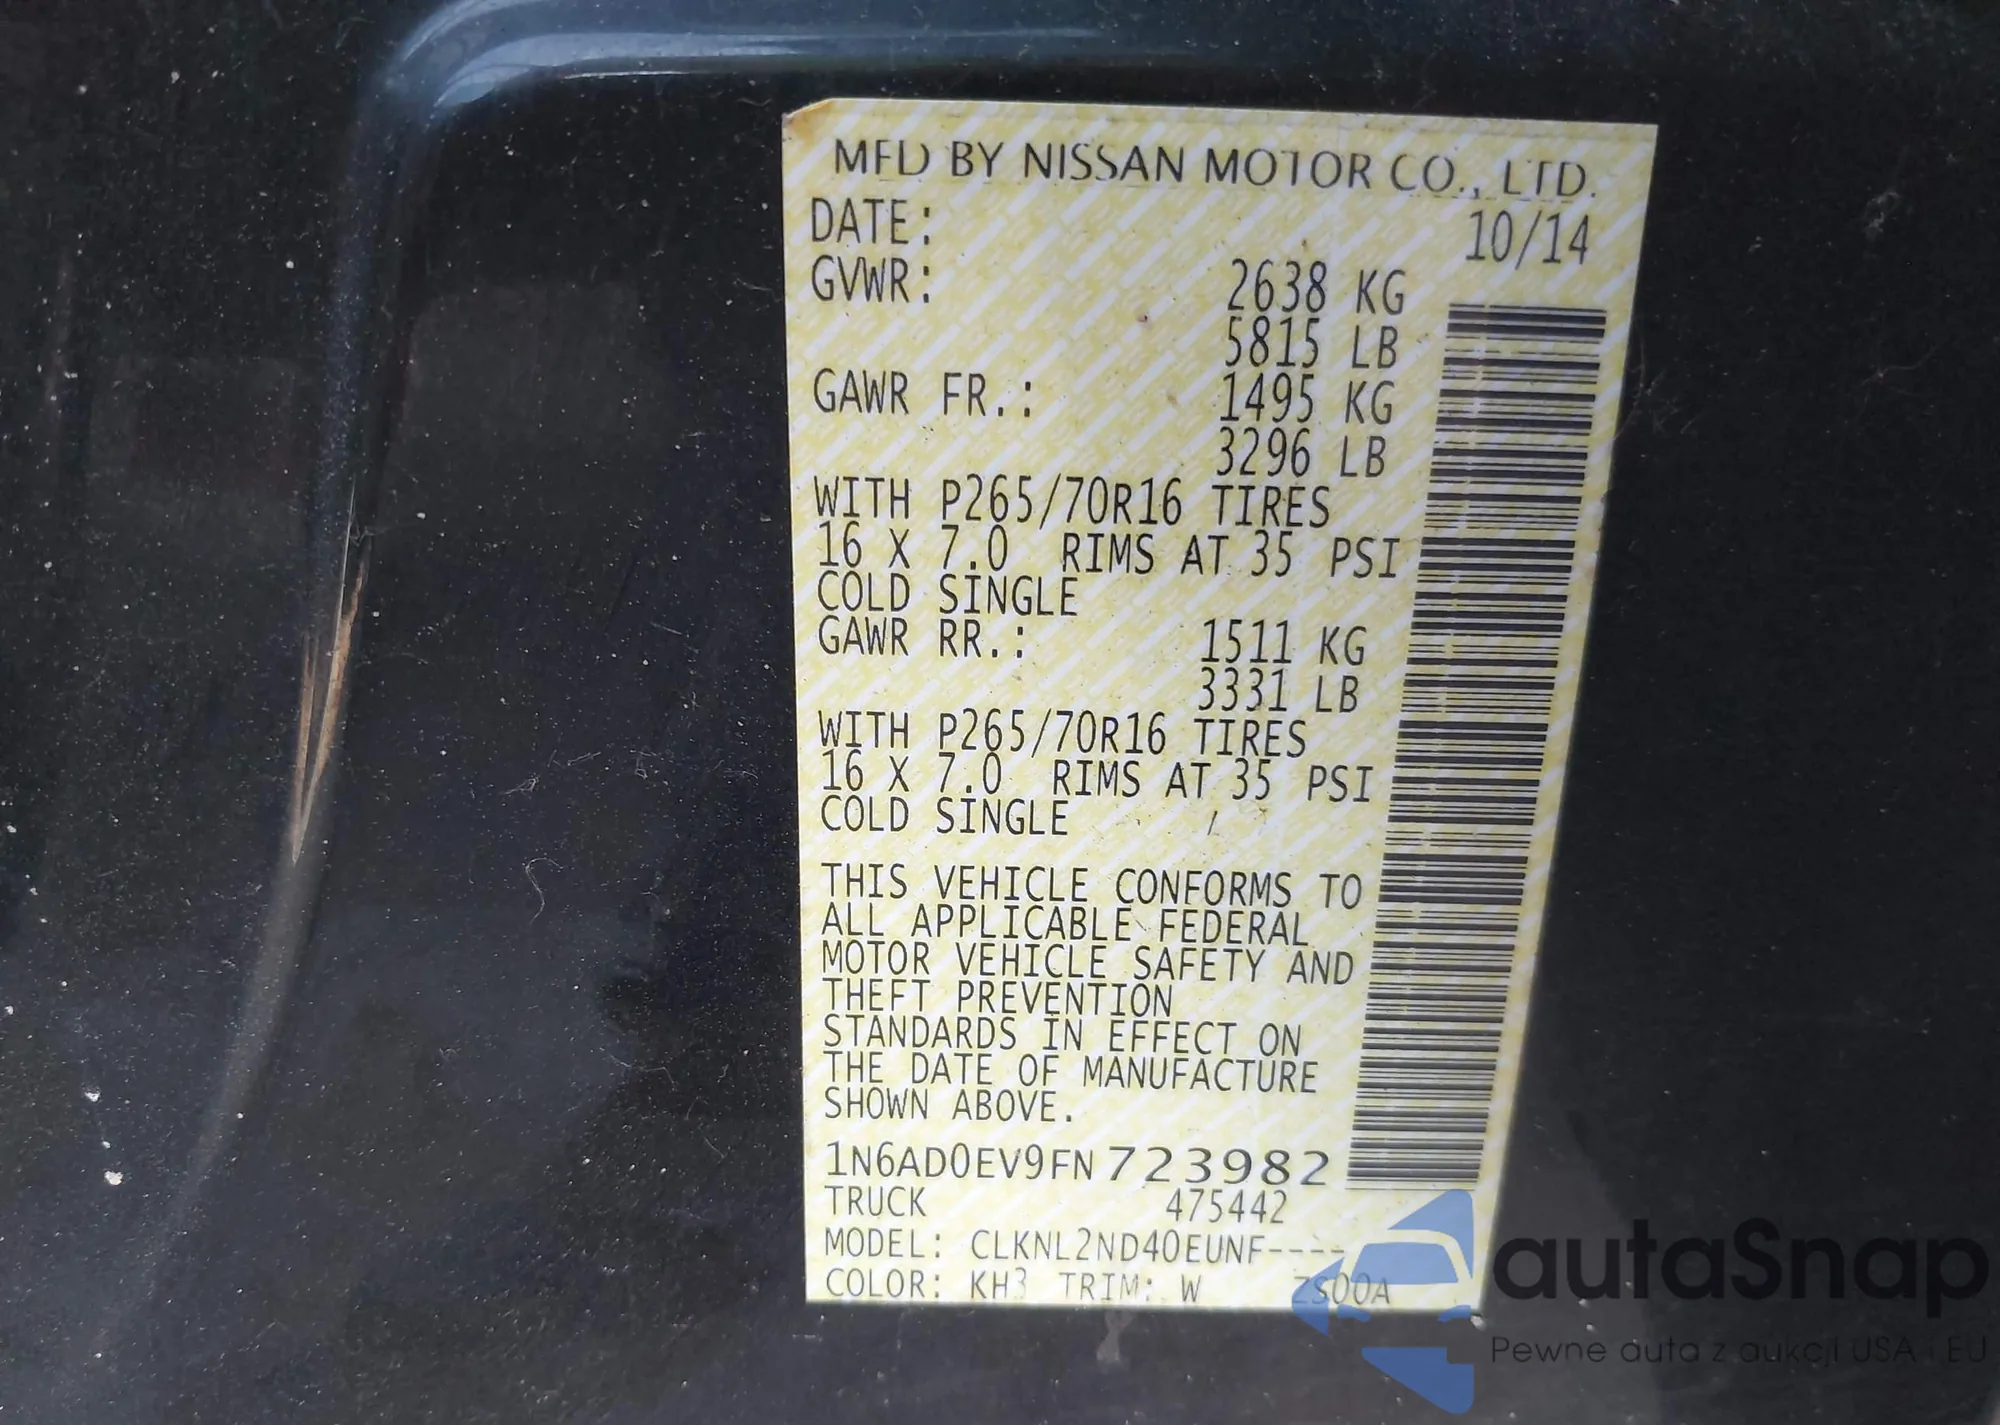 MFD BY NISSAN MOTOR CO., LTD.
DATE: 10/14
GVWR: 2638 KG
5815 LB
GAWR FR.: 1495 KG
3296 LB
WITH P265/70R16 TIRES
16 X 7.0 RIMS AT 35 PSI
COLD SINGLE
GAWR RR.: 1511 KG
3331 LB
WITH P265/70R16 TIRES
16 X 7.0 RIMS AT 35 PSI
COLD SINGLE
THIS VEHICLE CONFORMS TO
ALL APPLICABLE FEDERAL
MOTOR VEHICLE SAFETY AND
THEFT PREVENTION
STANDARDS IN EFFECT ON
THE DATE OF MANUFACTURE
SHOWN ABOVE.
1N6AD0EV9FN723982
TRUCK 475442
MODEL: CLKNL2ND40EUNF----
COLOR: KH3 TRIM: W ZS00A
autaSnap
Pewne auta z aukcji USA i EU